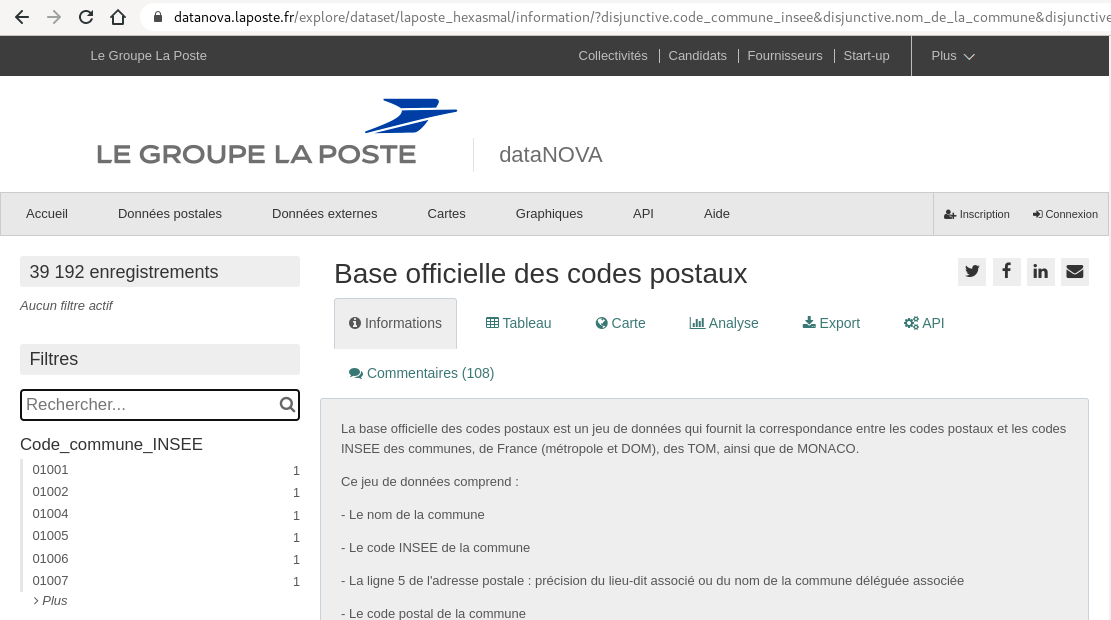 datanova.laposte.fr/explore/dataset/laposte_hexasmal/information/?disjunctive.code_commune_insee&disjunctive.nom_de_la_commune&disjunctive
Le Groupe La Poste Collectivités Candidats Fournisseurs Start-up Plus
LE GROUPE LA POSTE dataNOVA
Accueil Données postales Données externes Cartes Graphiques API Aide Inscription Connexion
39 192 enregistrements
Aucun filtre actif
Filtres
Rechercher...
Code_commune_INSEE
01001 1
01002 1
01004 1
01005 1
01006 1
01007 1
> Plus
Base officielle des codes postaux
Informations Tableau Carte Analyse Export API
Commentaires (108)
La base officielle des codes postaux est un jeu de données qui fournit la correspondance entre les codes postaux et les codes
INSEE des communes, de France (métropole et DOM), des TOM, ainsi que de MONACO.
Ce jeu de données comprend :
- Le nom de la commune
- Le code INSEE de la commune
- La ligne 5 de l'adresse postale : précision du lieu-dit associé ou du nom de la commune déléguée associée
- Le code postal de la commune